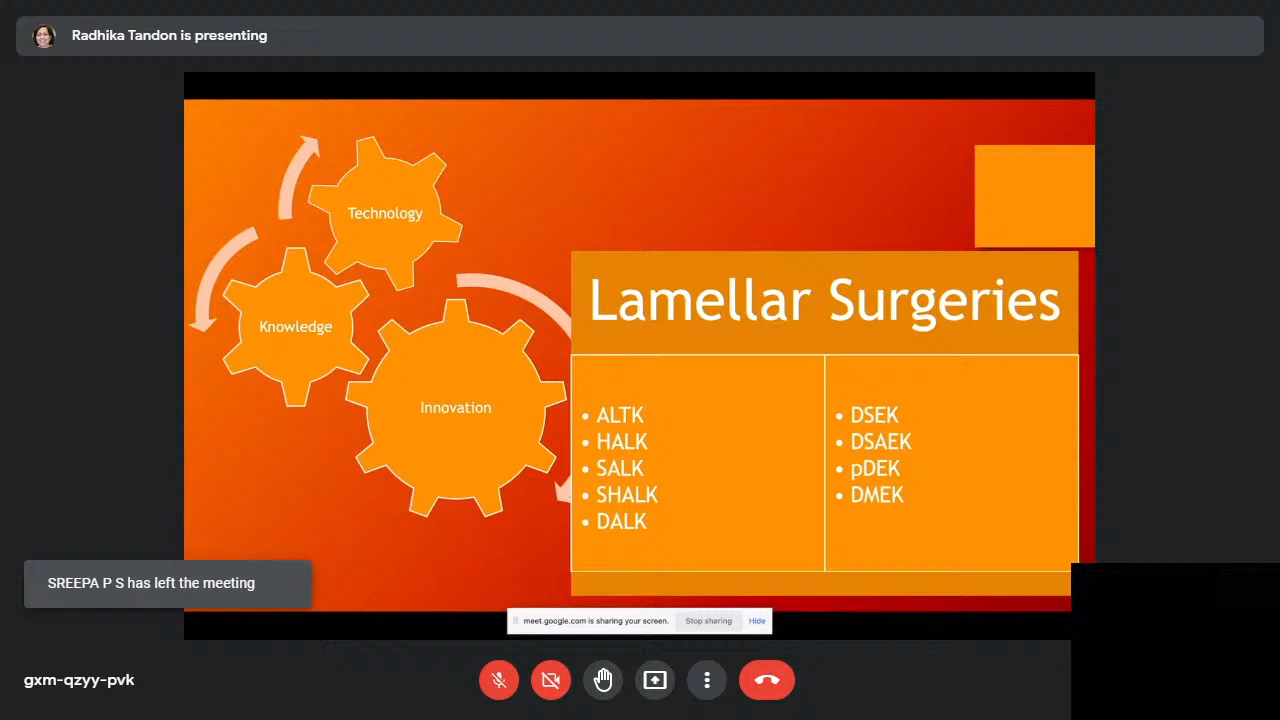 Radhika Tandon is presenting
Technology
Knowledge
Innovation
Lamellar Surgeries
• ALTK
• HALK
• SALK
• SHALK
• DALK
• DSEK
• DSAEK
• pDEK
• DMEK
SREEPA P S has left the meeting
meet.google.com is sharing your screen. Stop sharing Hide
gxm-qzyy-pvk